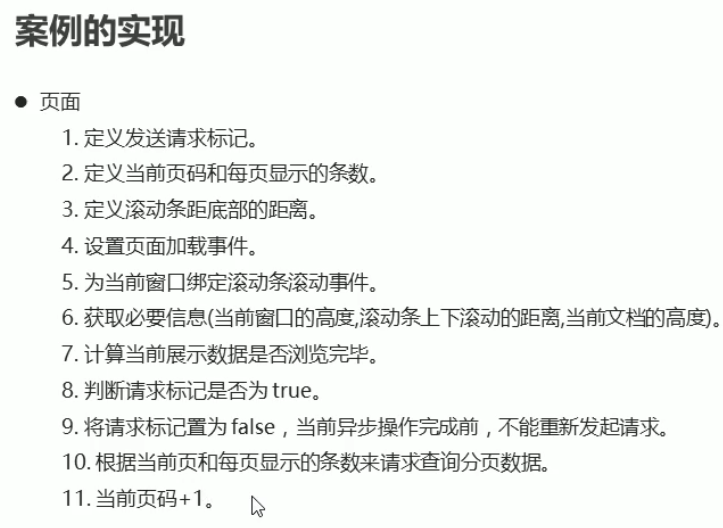 案例的实现
● 页面
1. 定义发送请求标记。
2. 定义当前页码和每页显示的条数。
3. 定义滚动条距底部的距离。
4. 设置页面加载事件。
5. 为当前窗口绑定滚动条滚动事件。
6. 获取必要信息(当前窗口的高度,滚动条上下滚动的距离,当前文档的高度)。
7. 计算当前展示数据是否浏览完毕。
8. 判断请求标记是否为 true。
9. 将请求标记置为 false，当前异步操作完成前，不能重新发起请求。
10. 根据当前页和每页显示的条数来请求查询分页数据。
11. 当前页码+1。